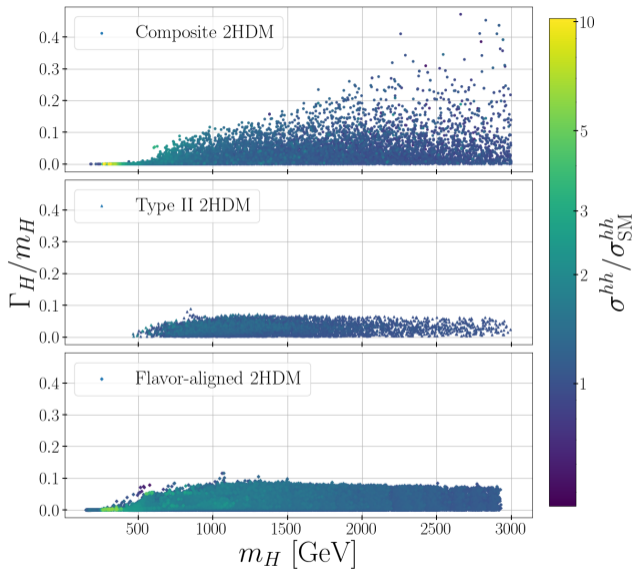 0.4
0.3
0.2
0.1
0.0
Composite 2HDM
0.4
0.3
0.2
0.1
0.0
Type II 2HDM
0.4
0.3
0.2
0.1
0.0
Flavor-aligned 2HDM
Γ_H/m_H
500 1000 1500 2000 2500 3000
m_H [GeV]
10
5
3
2
1
σ^{hh}/σ^{hh}_{SM}